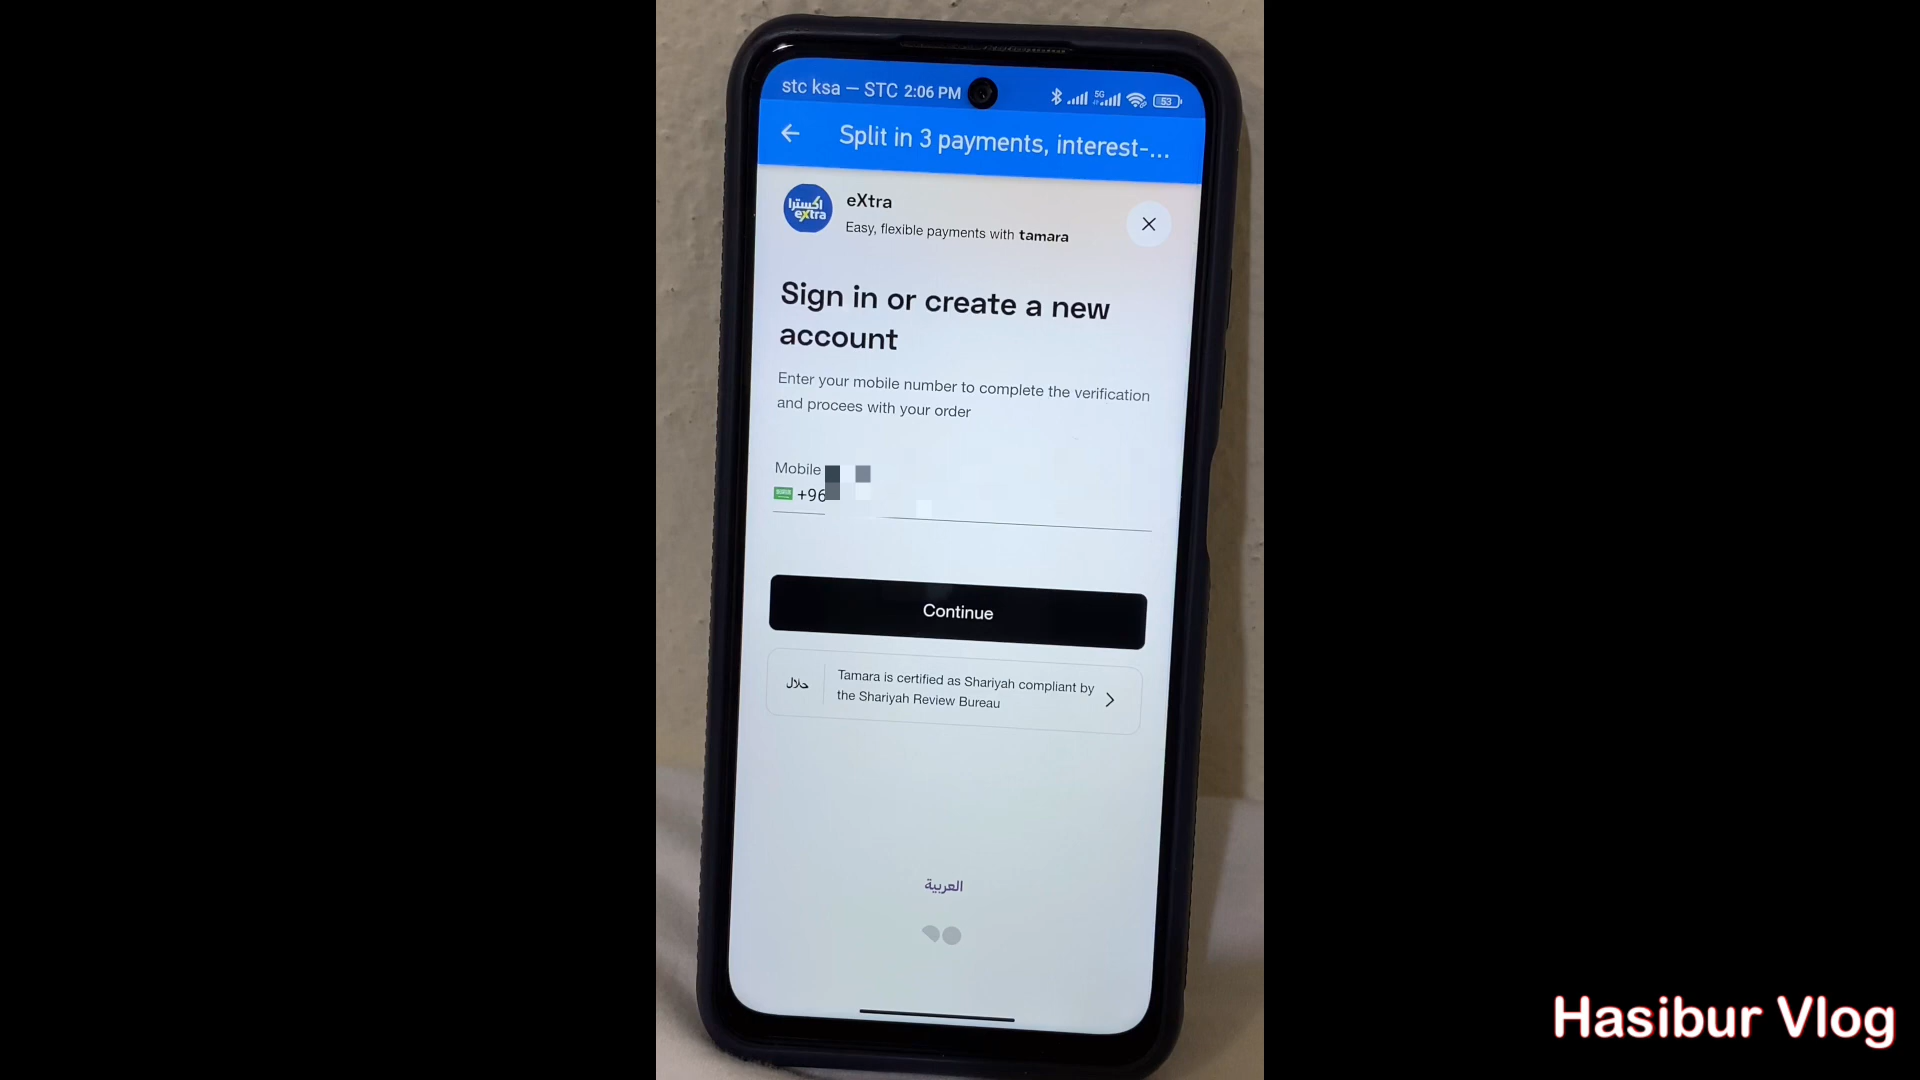 stc ksa — STC 2:06 PM
5G
53
Split in 3 payments, interest-...
اكسترا
eXtra
eXtra
Easy, flexible payments with tamara
Sign in or create a new
account
Enter your mobile number to complete the verification
and procees with your order
Mobile
+96
Continue
حلال
Tamara is certified as Shariyah compliant by
the Shariyah Review Bureau
العربية
Hasibur Vlog